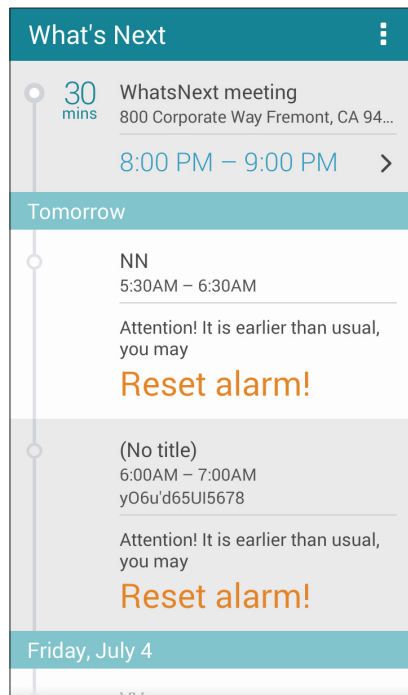 What's Next
30
mins
WhatsNext meeting
800 Corporate Way Fremont, CA 94...
8:00 PM – 9:00 PM
Tomorrow
NN
5:30AM – 6:30AM
Attention! It is earlier than usual,
you may
Reset alarm!
(No title)
6:00AM – 7:00AM
yO6u'd65UI5678
Attention! It is earlier than usual,
you may
Reset alarm!
Friday, July 4